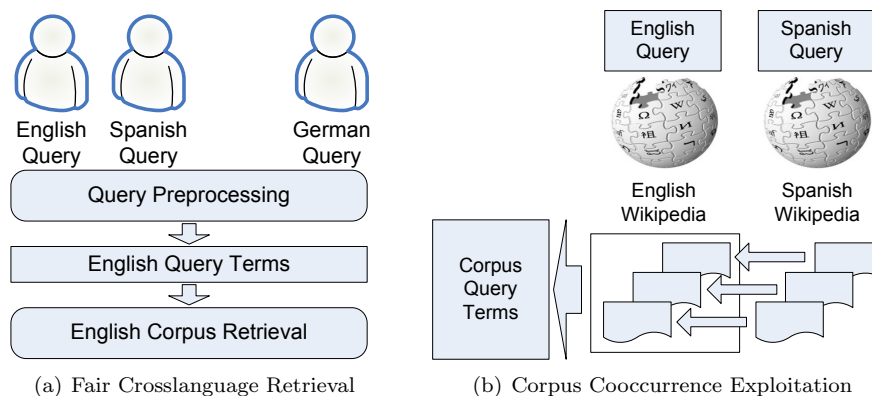 English
Query
Spanish
Query
German
Query
Query Preprocessing
English Query Terms
English Corpus Retrieval
(a) Fair Crosslanguage Retrieval
English
Query
Spanish
Query
English
Wikipedia
Spanish
Wikipedia
Corpus
Query
Terms
(b) Corpus Cooccurrence Exploitation